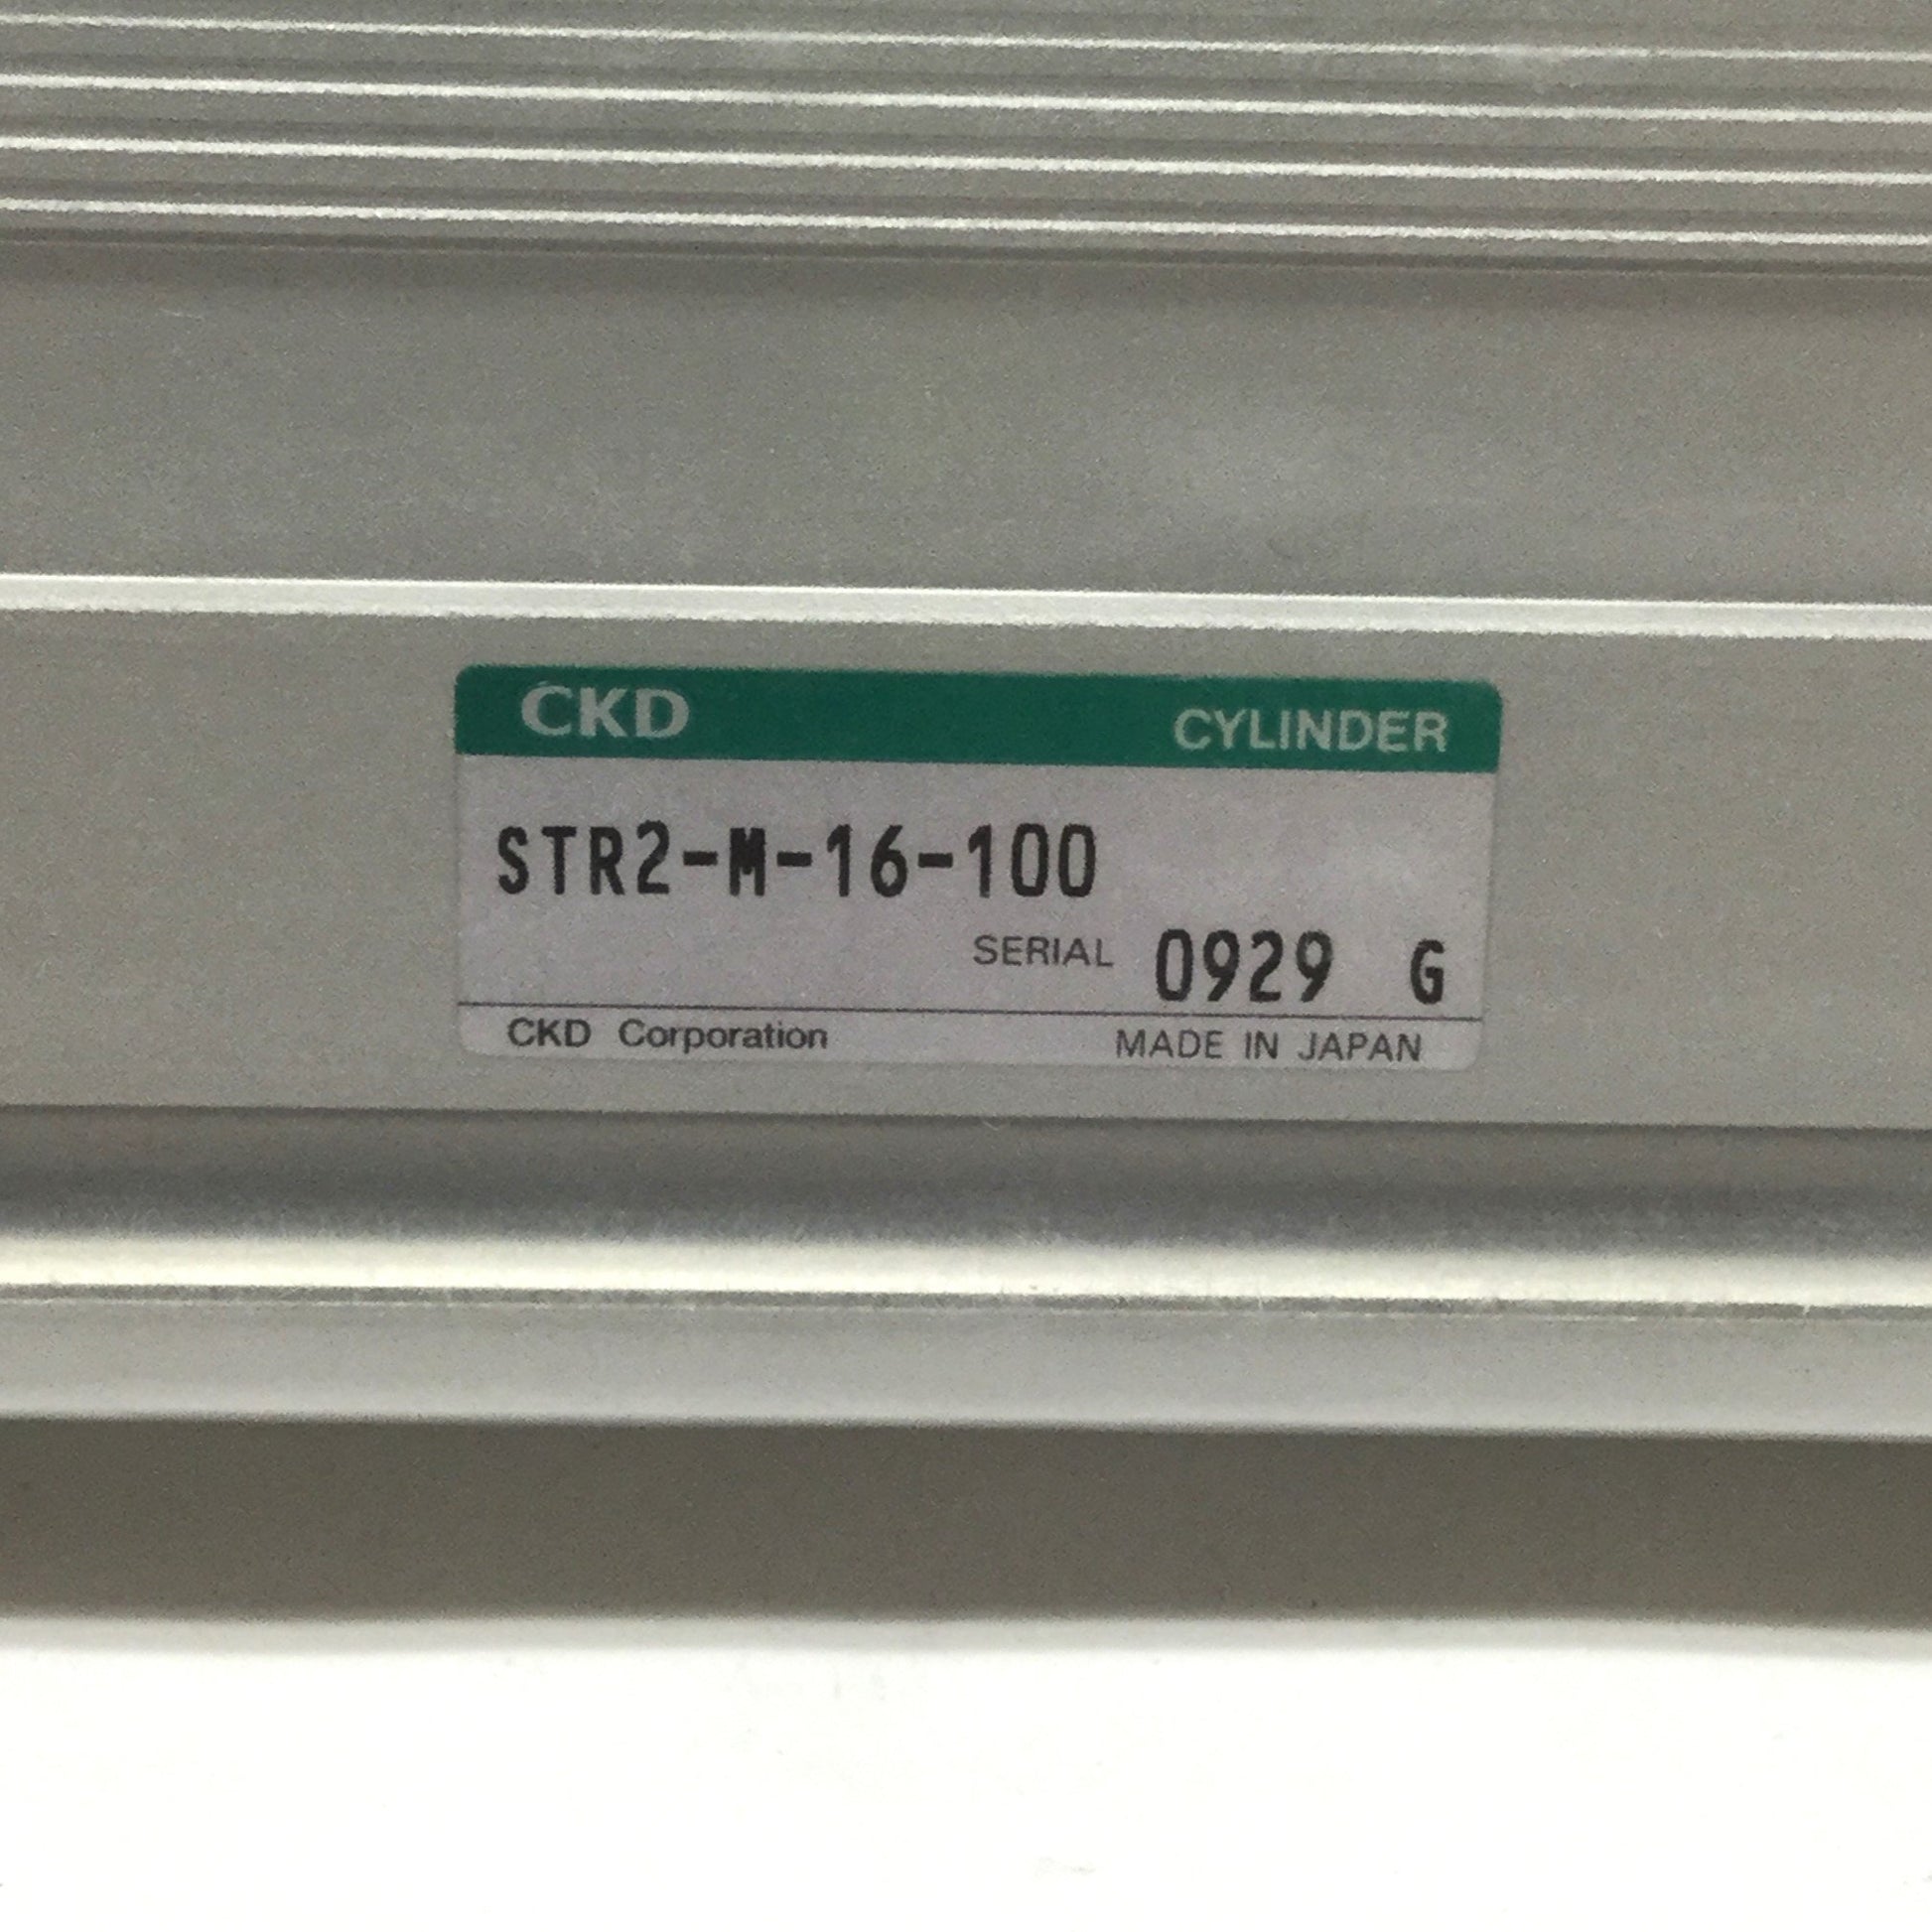 CKD CYLINDER
STR2-M-16-100
SERIAL 0929 G
CKD Corporation MADE IN JAPAN